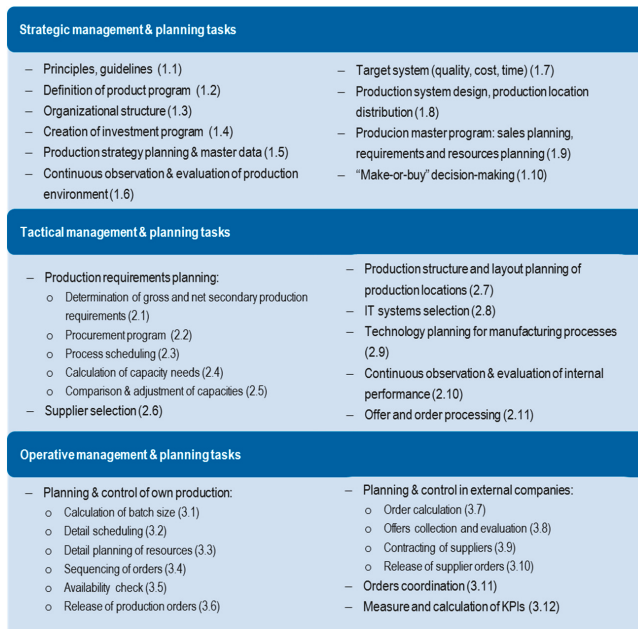 Strategic management & planning tasks
– Principles, guidelines (1.1)
– Definition of product program (1.2)
– Organizational structure (1.3)
– Creation of investment program (1.4)
– Production strategy planning & master data (1.5)
– Continuous observation & evaluation of production
environment (1.6)
– Target system (quality, cost, time) (1.7)
– Production system design, production location
distribution (1.8)
– Producion master program: sales planning,
requirements and resources planning (1.9)
– “Make-or-buy” decision-making (1.10)
Tactical management & planning tasks
– Production requirements planning:
o Determination of gross and net secondary production
requirements (2.1)
o Procurement program (2.2)
o Process scheduling (2.3)
o Calculation of capacity needs (2.4)
o Comparison & adjustment of capacities (2.5)
– Supplier selection (2.6)
– Production structure and layout planning of
production locations (2.7)
– IT systems selection (2.8)
– Technology planning for manufacturing processes
(2.9)
– Continuous observation & evaluation of internal
performance (2.10)
– Offer and order processing (2.11)
Operative management & planning tasks
– Planning & control of own production:
o Calculation of batch size (3.1)
o Detail scheduling (3.2)
o Detail planning of resources (3.3)
o Sequencing of orders (3.4)
o Availability check (3.5)
o Release of production orders (3.6)
– Planning & control in external companies:
o Order calculation (3.7)
o Offers collection and evaluation (3.8)
o Contracting of suppliers (3.9)
o Release of supplier orders (3.10)
– Orders coordination (3.11)
– Measure and calculation of KPIs (3.12)